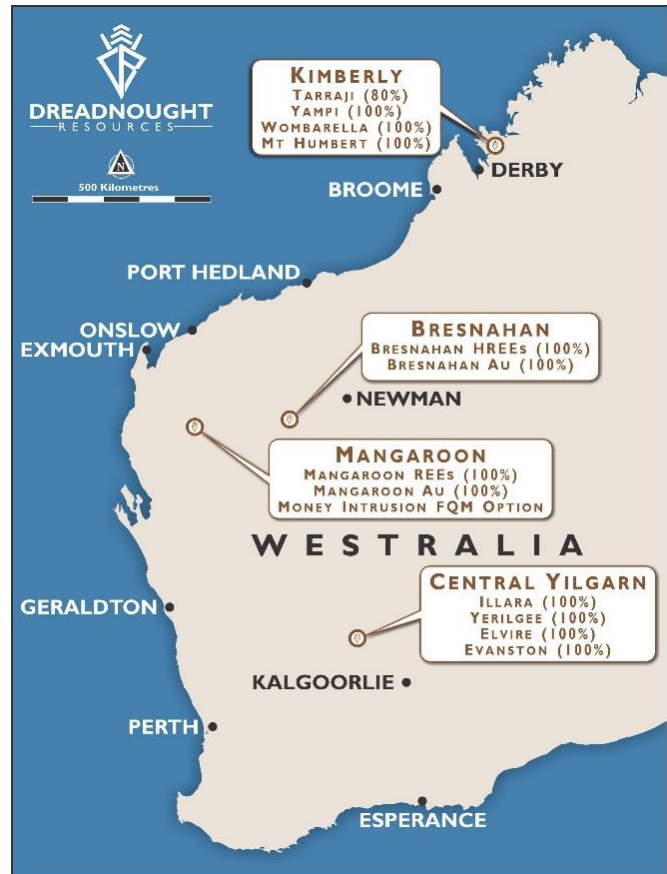 DREADNOUGHT
RESOURCES
N
500 Kilometres
KIMBERLY
TARRAJI (80%)
YAMPI (100%)
WOMBARELLA (100%)
MT HUMBERT (100%)
DERBY
BROOME
PORT HEDLAND
ONSLOW
EXMOUTH
BRESNAHAN
BRESNAHAN HREES (100%)
BRESNAHAN AU (100%)
NEWMAN
MANGAROON
MANGAROON REES (100%)
MANGAROON AU (100%)
MONEY INTRUSION FQM OPTION
WESTRALIA
CENTRAL YILGARN
ILLARA (100%)
YERILGEE (100%)
ELVIRE (100%)
EVANSTON (100%)
GERALDTON
KALGOORLIE
PERTH
ESPERANCE